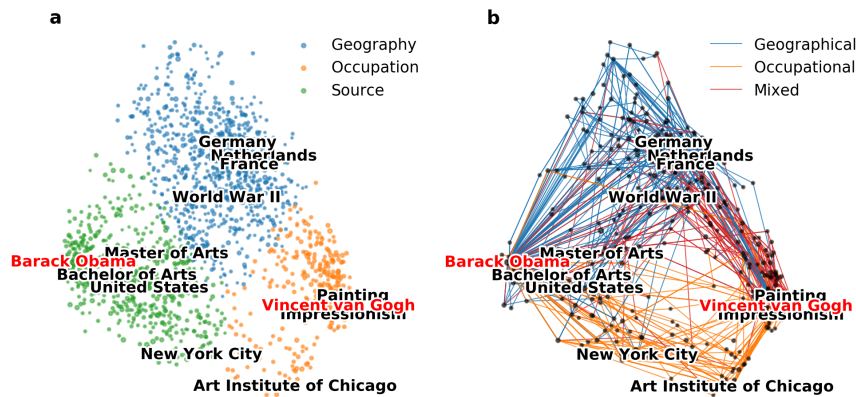 a
Geography
Occupation
Source
Germany
Netherlands
France
World War II
Master of Arts
Barack Obama
Bachelor of Arts
United States
Painting
Vincent van Gogh
Impressionism
New York City
Art Institute of Chicago
b
Geographical
Occupational
Mixed
Germany
Netherlands
France
World War II
Master of Arts
Barack Obama
Bachelor of Arts
United States
Painting
Vincent van Gogh
Impressionism
New York City
Art Institute of Chicago